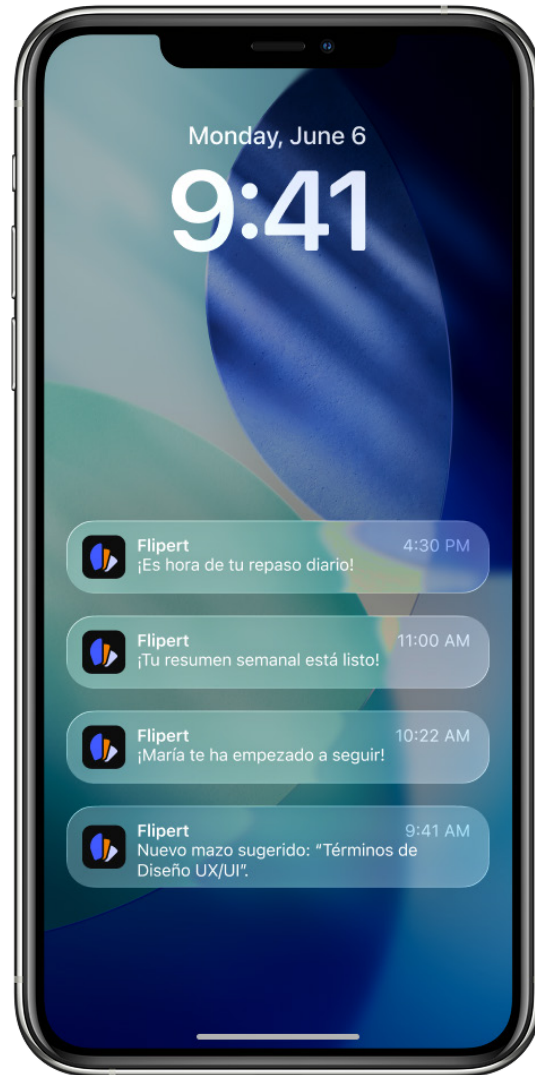 Monday, June 6
9:41
Flipert 4:30 PM
¡Es hora de tu repaso diario!
Flipert 11:00 AM
¡Tu resumen semanal está listo!
Flipert 10:22 AM
¡María te ha empezado a seguir!
Flipert 9:41 AM
Nuevo mazo sugerido: “Términos de
Diseño UX/UI”.